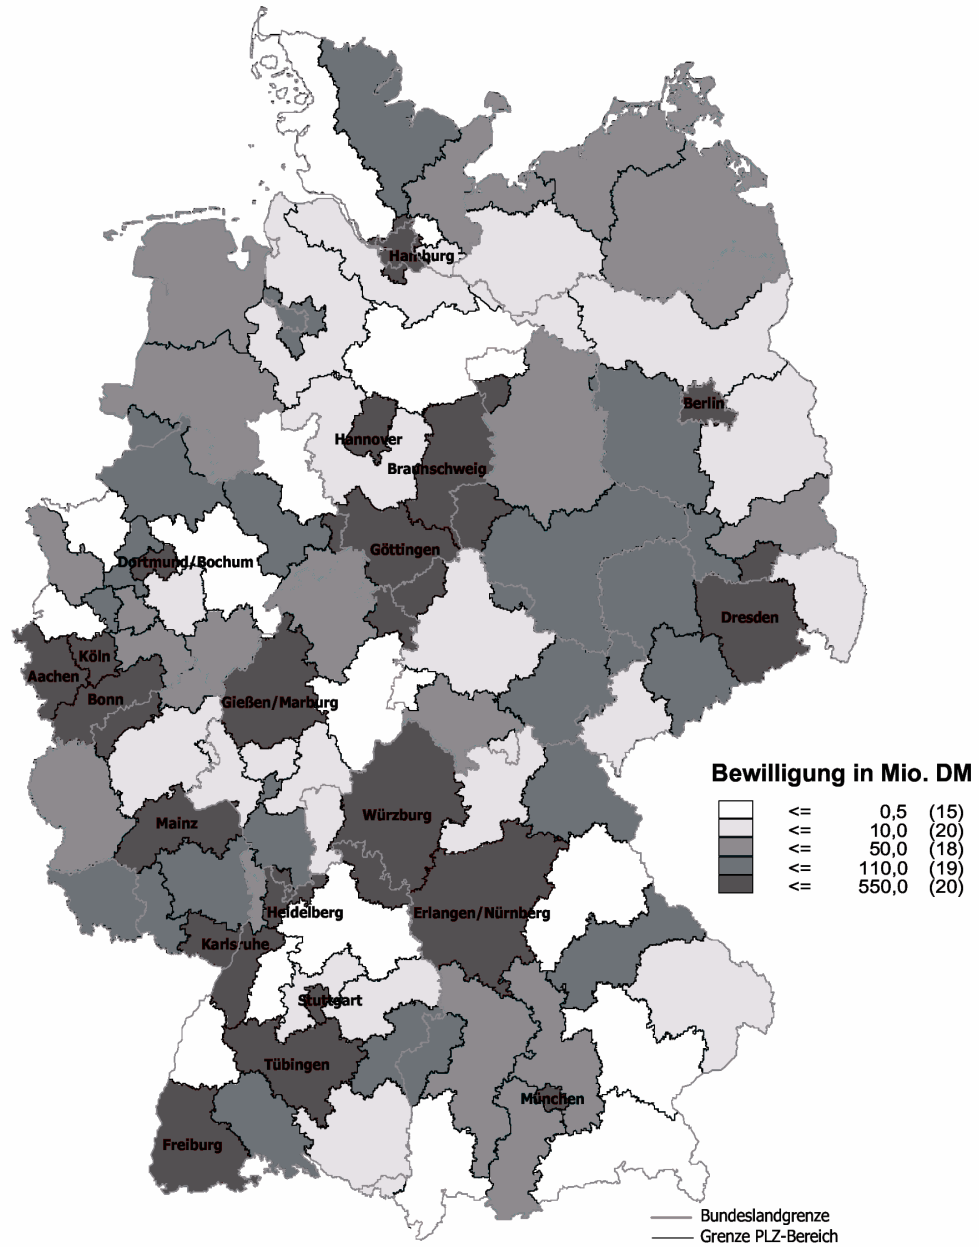 Hamburg
Berlin
Hannover
Braunschweig
Göttingen
Dortmund/Bochum
Dresden
Köln
Aachen
Bonn
Gießen/Marburg
Bewilligung in Mio. DM
<= 0,5 (15)
<= 10,0 (20)
<= 50,0 (18)
<= 110,0 (19)
<= 550,0 (20)
Würzburg
Mainz
Heidelberg
Erlangen/Nürnberg
Karlsruhe
Stuttgart
Tübingen
München
Freiburg
Bundeslandgrenze
Grenze PLZ-Bereich